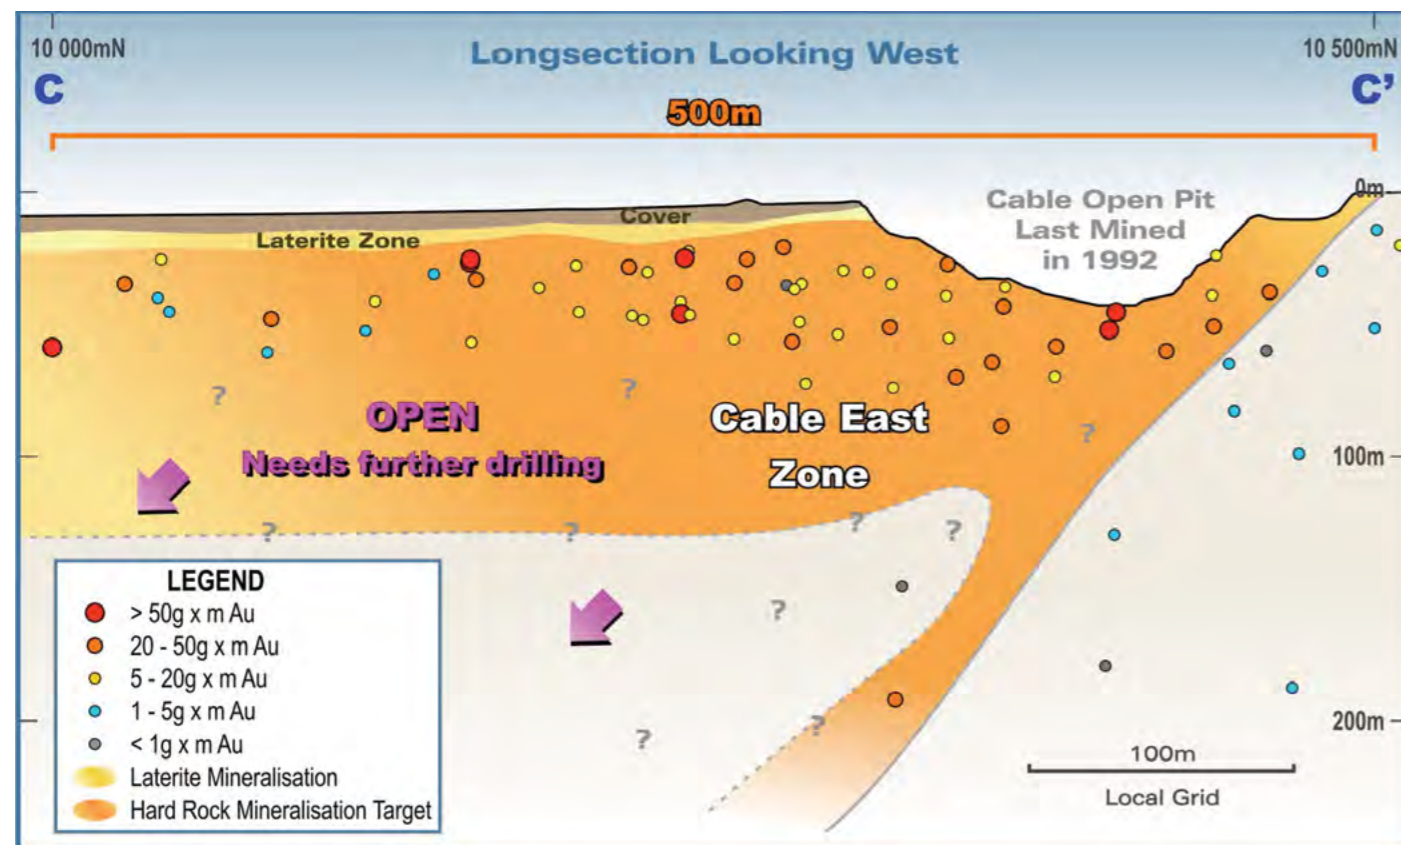 10 000mN
Longsection Looking West
10 500mN
C
C'
500m
0m
Cable Open Pit
Last Mined
in 1992
Cover
Laterite Zone
?
?
OPEN
Cable East
?
Needs further drilling
Zone
100m
?
?
?
?
?
?
?
200m
100m
Local Grid
LEGEND
> 50g x m Au
20 - 50g x m Au
5 - 20g x m Au
1 - 5g x m Au
< 1g x m Au
Laterite Mineralisation
Hard Rock Mineralisation Target